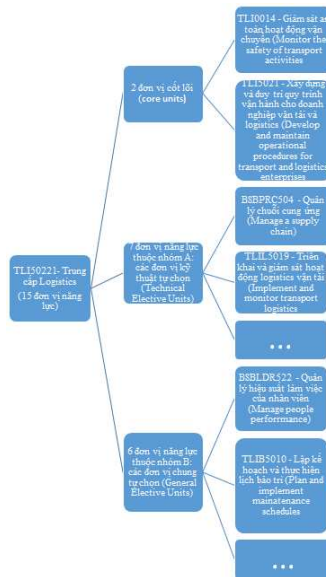 TLI50221- Trung
cấp Logistics
(15 đơn vị năng
lực)
2 đơn vị cốt lõi
(core units)
TLI0014 - Giám sát an
toàn hoạt động vận
chuyển (Monitor the
safety of transport
activities
TLI5021 - Xây dựng
và duy trì quy trình
vận hành cho doanh
nghiệp vận tải và
logistics (Develop
and maintain
operational
procedures for
transport and logistics
enterprises
7 đơn vị năng lực
thuộc nhóm A:
các đơn vị kỹ
thuật tự chọn
(Technical
Elective Units)
BSBPRC504 - Quản
lý chuỗi cung ứng
(Manage a supply
chain)
TLIL5019 - Triển
khai và giám sát hoạt
động logistics vận tải
(Implement and
monitor transport
logistics
...
6 đơn vị năng lực
thuộc nhóm B:
các đơn vị chung
tự chọn (General
Elective Units)
BSBLDR522 - Quản
lý hiệu suất làm việc
của nhân viên
(Manage people
perforrmance)
TLIB5010 - Lập kế
hoạch và thực hiện
lịch bảo trì (Plan and
implement
mainatenance
schedules
...